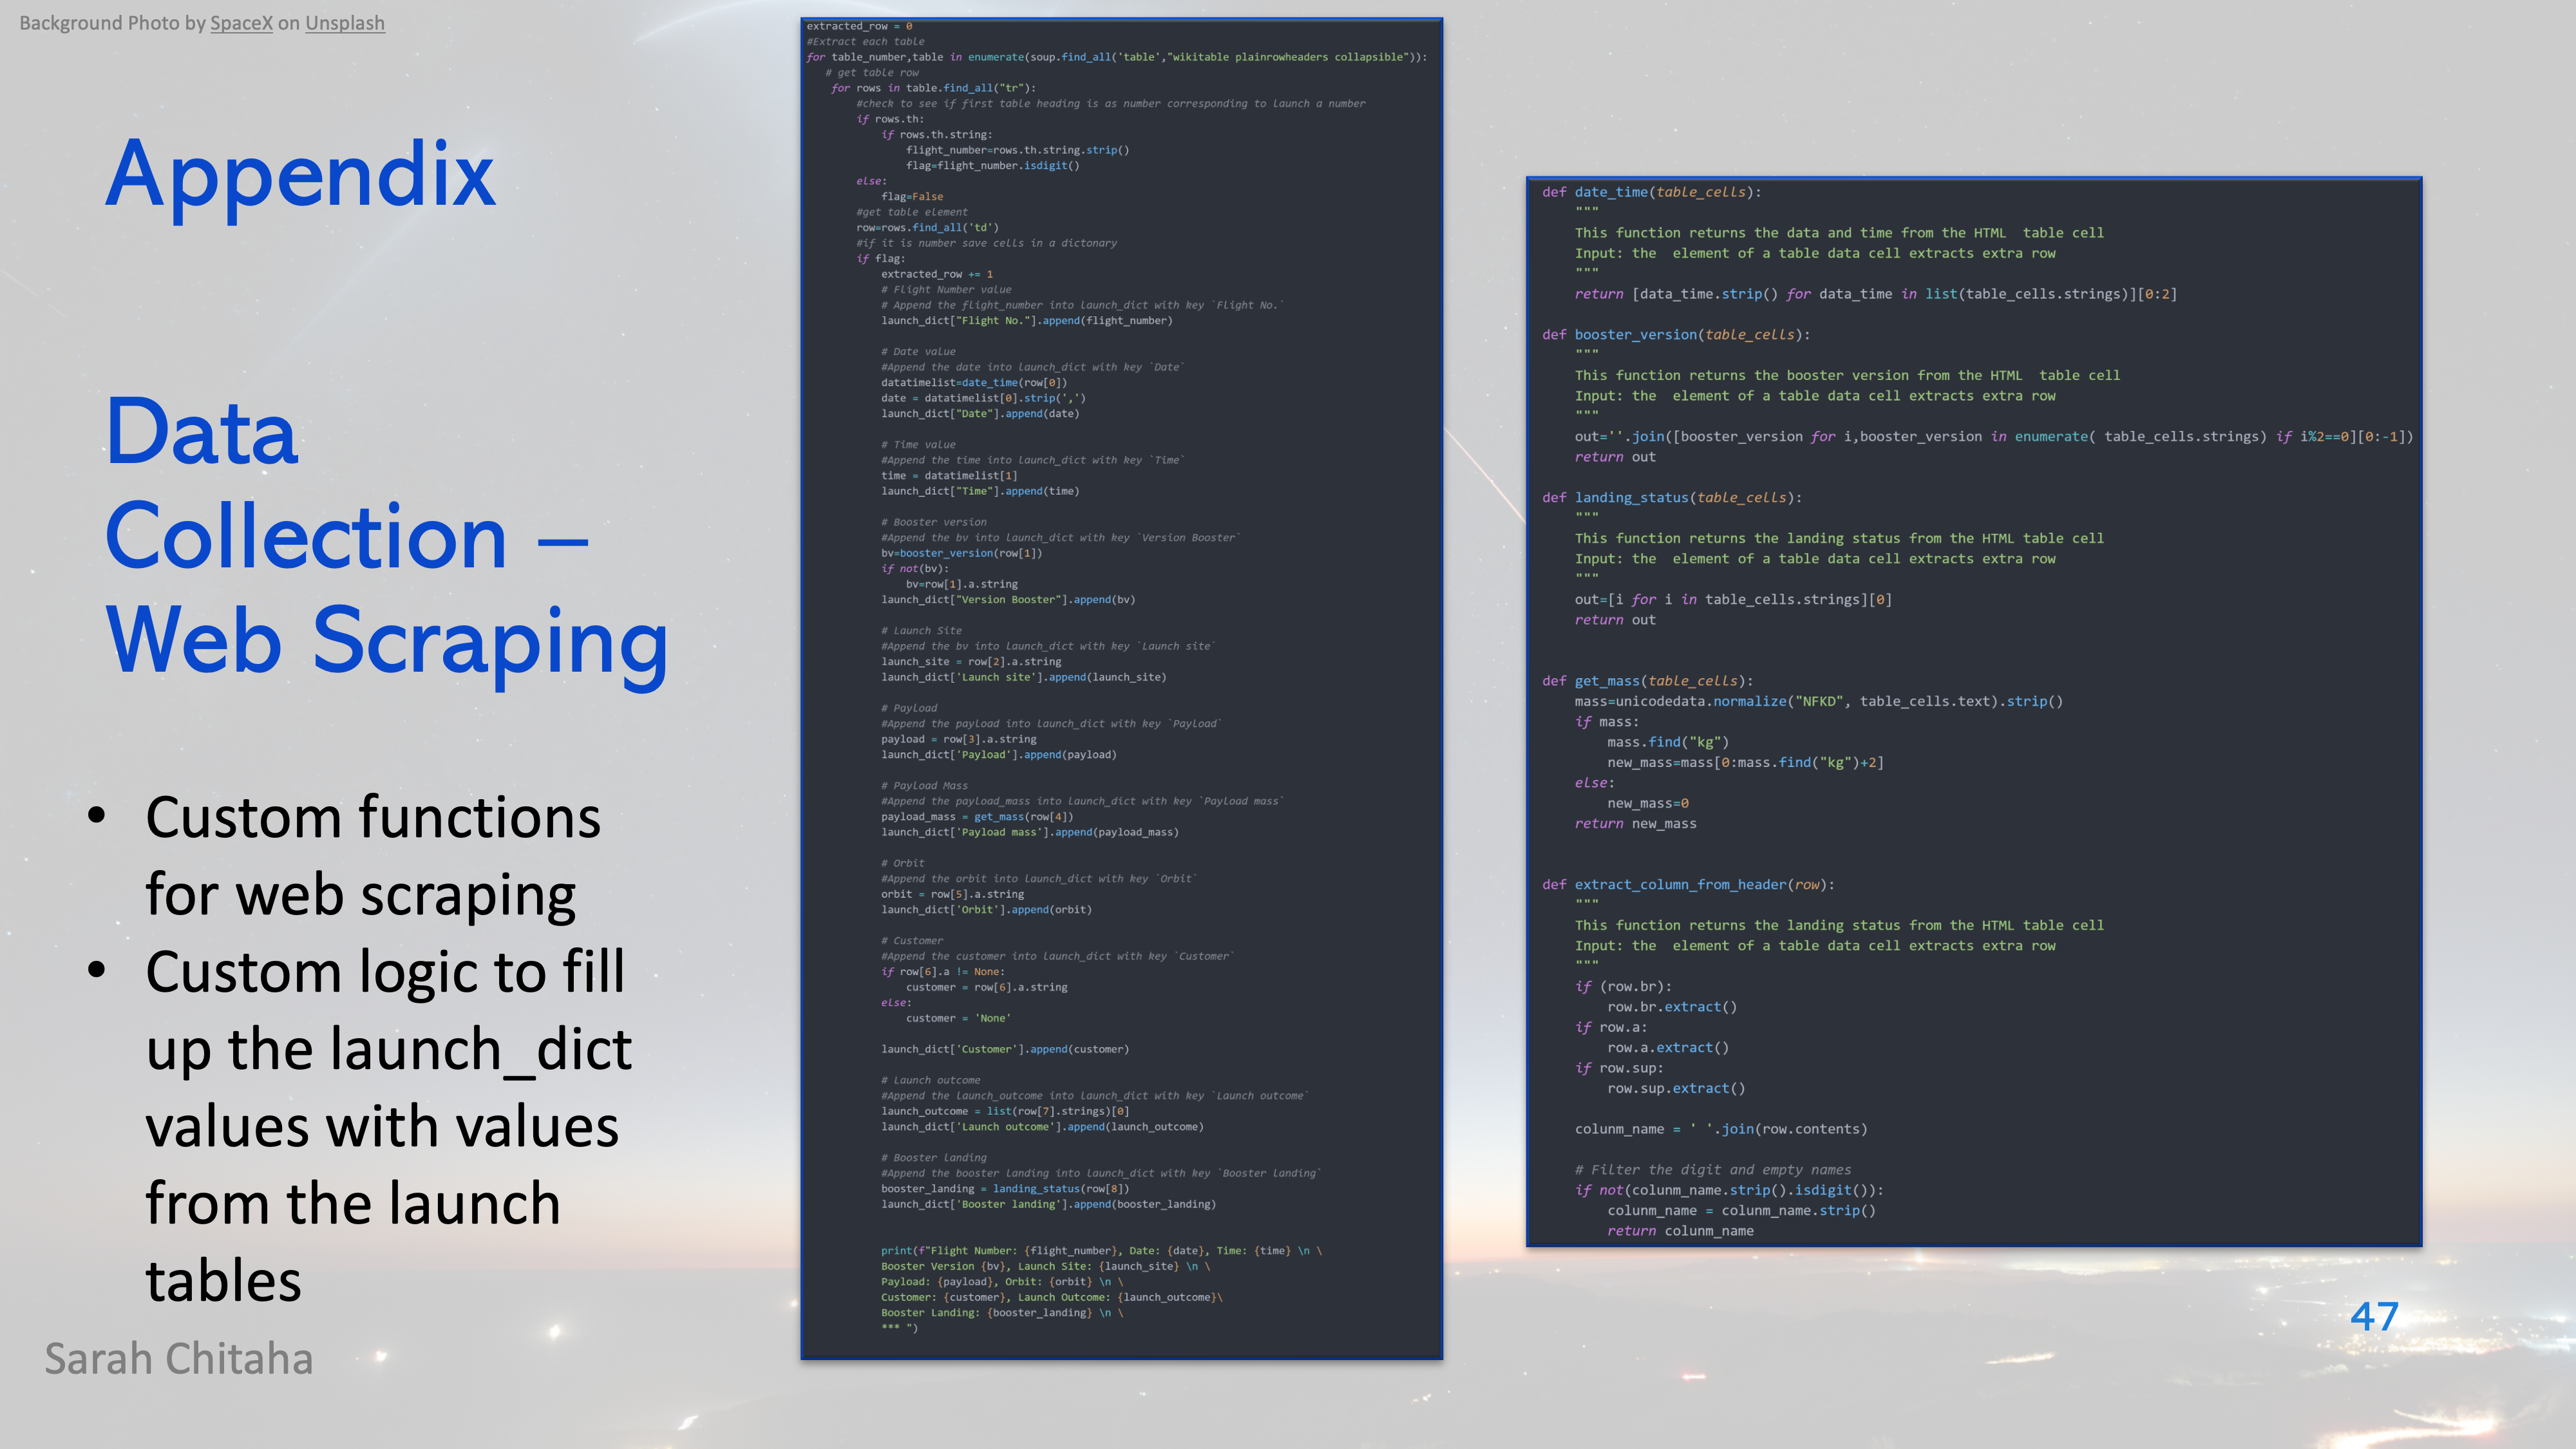 Background Photo by SpaceX on Unsplash
Appendix
Data
Collection –
Web Scraping
• Custom functions
for web scraping
• Custom logic to fill
up the launch_dict
values with values
from the launch
tables
Sarah Chitaha
extracted_row = 0
#Extract each table
for table_number,table in enumerate(soup.find_all('table',"wikitable plainrowheaders collapsible")):
# get table row
for rows in table.find_all("tr"):
#check to see if first table heading is as number corresponding to launch a number
if rows.th:
if rows.th.string:
flight_number=rows.th.string.strip()
flag=flight_number.isdigit()
else:
flag=False
#get table element
row=rows.find_all('td')
#if it is number save cells in a dictonary
if flag:
extracted_row += 1
# Flight Number value
# Append the flight_number into launch_dict with key `Flight No.`
launch_dict["Flight No."].append(flight_number)
# Date value
#Append the date into launch_dict with key `Date`
datatimelist=date_time(row[0])
date = datatimelist[0].strip(',')
launch_dict["Date"].append(date)
# Time value
#Append the time into launch_dict with key `Time`
time = datatimelist[1]
launch_dict["Time"].append(time)
# Booster version
#Append the bv into launch_dict with key `Version Booster`
bv=booster_version(row[1])
if not(bv):
bv=row[1].a.string
launch_dict["Version Booster"].append(bv)
# Launch Site
#Append the bv into launch_dict with key `Launch site`
launch_site = row[2].a.string
launch_dict['Launch site'].append(launch_site)
# Payload
#Append the payload into launch_dict with key `Payload`
payload = row[3].a.string
launch_dict['Payload'].append(payload)
# Payload Mass
#Append the payload_mass into launch_dict with key `Payload mass`
payload_mass = get_mass(row[4])
launch_dict['Payload mass'].append(payload_mass)
# Orbit
#Append the orbit into launch_dict with key `Orbit`
orbit = row[5].a.string
launch_dict['Orbit'].append(orbit)
# Customer
#Append the customer into launch_dict with key `Customer`
if row[6].a != None:
customer = row[6].a.string
else:
customer = 'None'
launch_dict['Customer'].append(customer)
# Launch outcome
#Append the launch_outcome into launch_dict with key `Launch outcome`
launch_outcome = list(row[7].strings)[0]
launch_dict['Launch outcome'].append(launch_outcome)
# Booster landing
#Append the booster landing into launch_dict with key `Booster landing`
booster_landing = landing_status(row[8])
launch_dict['Booster landing'].append(booster_landing)
print(f"Flight Number: {flight_number}, Date: {date}, Time: {time} \n \
Booster Version {bv}, Launch Site: {launch_site} \n \
Payload: {payload}, Orbit: {orbit} \n \
Customer: {customer}, Launch Outcome: {launch_outcome}\
Booster Landing: {booster_landing} \n \
*** ")
def date_time(table_cells):
"""
This function returns the data and time from the HTML  table cell
Input: the  element of a table data cell extracts extra row
"""
return [data_time.strip() for data_time in list(table_cells.strings)][0:2]
def booster_version(table_cells):
"""
This function returns the booster version from the HTML  table cell
Input: the  element of a table data cell extracts extra row
"""
out=''.join([booster_version for i,booster_version in enumerate( table_cells.strings) if i%2==0][0:-1])
return out
def landing_status(table_cells):
"""
This function returns the landing status from the HTML table cell
Input: the  element of a table data cell extracts extra row
"""
out=[i for i in table_cells.strings][0]
return out
def get_mass(table_cells):
mass=unicodedata.normalize("NFKD", table_cells.text).strip()
if mass:
mass.find("kg")
new_mass=mass[0:mass.find("kg")+2]
else:
new_mass=0
return new_mass
def extract_column_from_header(row):
"""
This function returns the landing status from the HTML table cell
Input: the  element of a table data cell extracts extra row
"""
if (row.br):
row.br.extract()
if row.a:
row.a.extract()
if row.sup:
row.sup.extract()
colunm_name = ' '.join(row.contents)
# Filter the digit and empty names
if not(colunm_name.strip().isdigit()):
colunm_name = colunm_name.strip()
return colunm_name
47